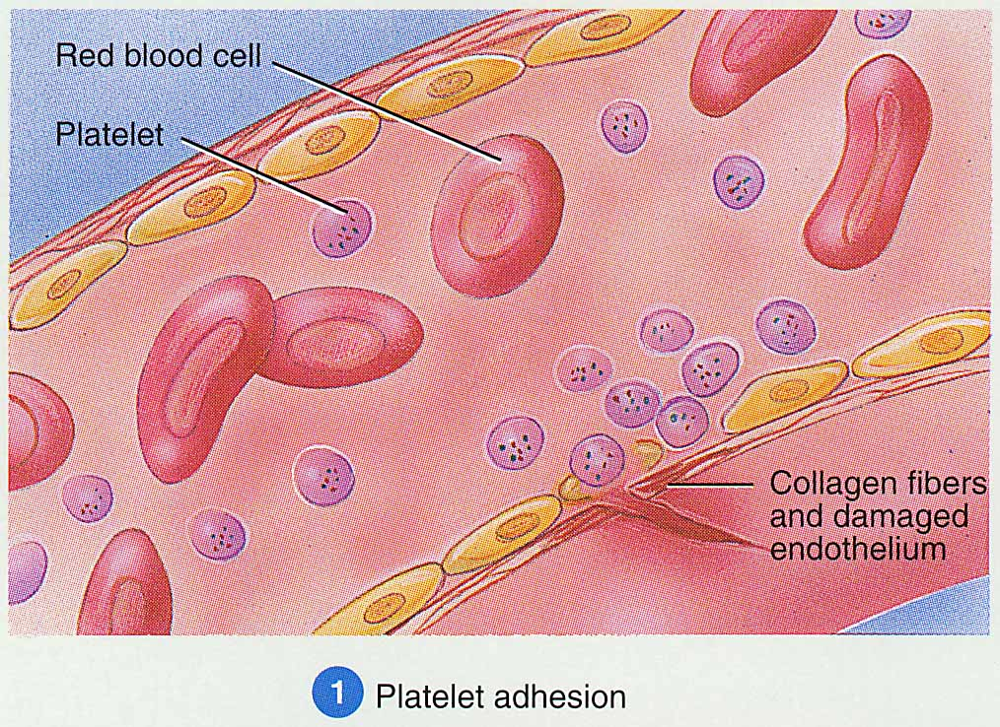 Red blood cell
Platelet
Collagen fibers
and damaged
endothelium
1 Platelet adhesion